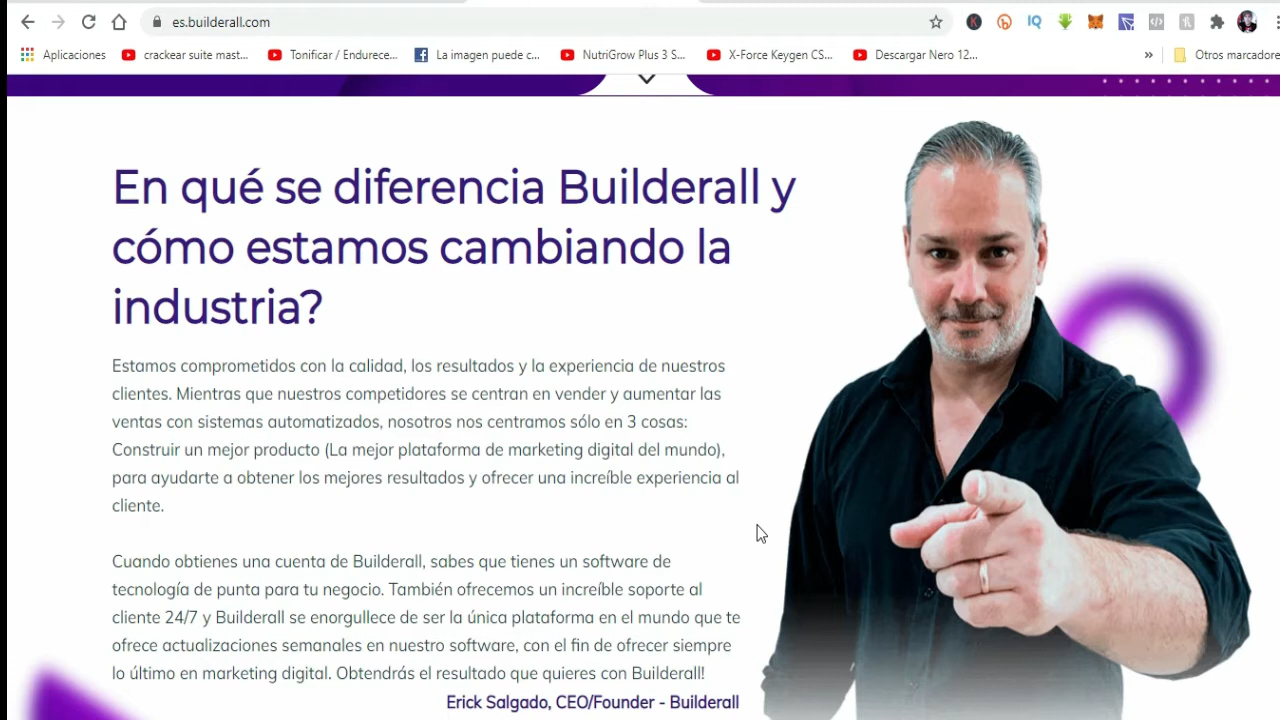 es.builderall.com
IQ
Aplicaciones
crackear suite mast...
Tonificar / Endurece...
La imagen puede c...
NutriGrow Plus 3 S...
X-Force Keygen CS...
Descargar Nero 12...
»
Otros marcadore
En qué se diferencia Builderall y
cómo estamos cambiando la
industria?
Estamos comprometidos con la calidad, los resultados y la experiencia de nuestros
clientes. Mientras que nuestros competidores se centran en vender y aumentar las
ventas con sistemas automatizados, nosotros nos centramos sólo en 3 cosas:
Construir un mejor producto (La mejor plataforma de marketing digital del mundo),
para ayudarte a obtener los mejores resultados y ofrecer una increíble experiencia al
cliente.
Cuando obtienes una cuenta de Builderall, sabes que tienes un software de
tecnología de punta para tu negocio. También ofrecemos un increíble soporte al
cliente 24/7 y Builderall se enorgullece de ser la única plataforma en el mundo que te
ofrece actualizaciones semanales en nuestro software, con el fin de ofrecer siempre
lo último en marketing digital. Obtendrás el resultado que quieres con Builderall!
Erick Salgado, CEO/Founder - Builderall